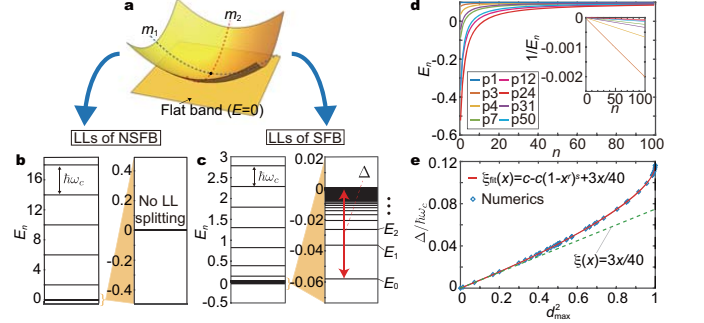 a
m1
m2
Flat band (E=0)
LLs of NSFB
LLs of SFB
b
En
16
12
8
4
0
ħωc
0.4
0.2
0
-0.2
-0.4
No LL
splitting
c
En
3
2.5
2
1.5
1
0.5
0
-0.5
ħωc
0.02
0
-0.02
-0.04
-0.06
Δ
E2
E1
E0
d
En
0
-0.2
-0.4
-0.6
0 20 40 60 80 100
n
p1 p12
p3 p24
p4 p31
p7 p50
1/En
0
-0.001
-0.002
0 50 100
n
e
Δ/ħωc
0.12
0.08
0.04
0
ξfit(x)=c-c(1-x^r)^s+3x/40
Numerics
ξ(x)=3x/40
0 0.2 0.4 0.6 0.8 1
d²max